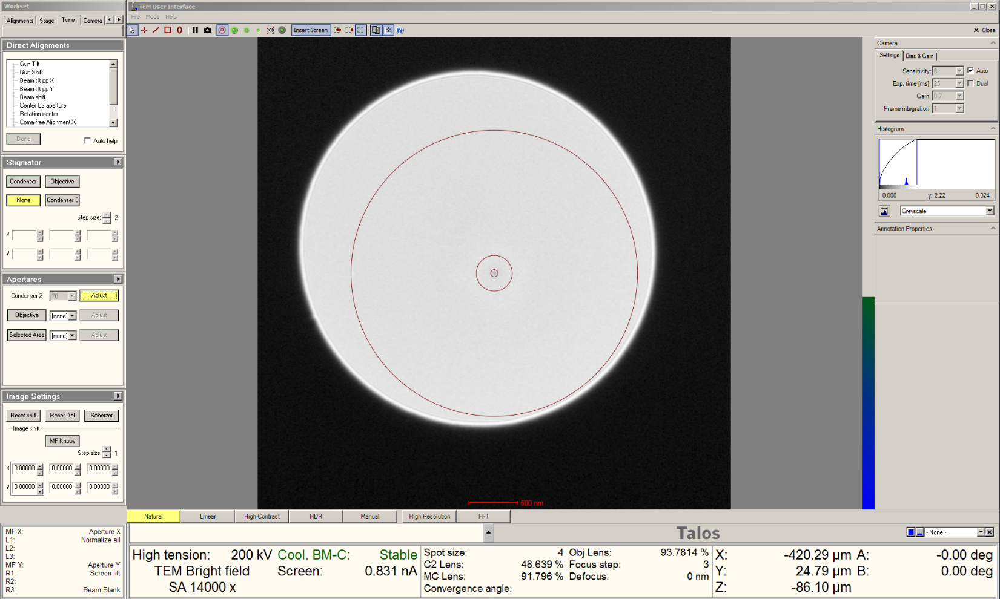 Workset
Alignments Stage Tune Camera
Direct Alignments
Gun Tilt
Gun Shift
Beam tilt pp X
Beam tilt pp Y
Beam shift
Center C2 aperture
Rotation center
Coma-free Alignment X
Done Auto help
Stigmator
Condenser Objective
None Condenser 3
Step size: 2
x
y
Apertures
Condenser 2 70 Adjust
Objective [none] Adjust
Selected Area [none] Adjust
Image Settings
Reset shift Reset Def Scherzer
Image shift
MF Knobs
Step size: 1
x 0.00000 0.00000 0.00000
y 0.00000 0.00000 0.00000
MF X: Aperture X
L1: Normalize all
L2:
L3:
MF Y: Aperture Y
R1: Screen lift
R2:
R3: Beam Blank
TEM User Interface
File Mode Help
Insert Screen
Close
Camera
Settings Bias & Gain
Sensitivity: 8 Auto
Exp. time [ms]: 25 Dual
Gain: 0.7
Frame integration: 1
Histogram
0.000 γ: 2.22 0.324
Greyscale
Annotation Properties
600 nm
Natural Linear High Contrast HDR Manual High Resolution FFT
Talos
- None -
High tension: 200 kV Cool. BM-C: Stable
TEM Bright field Screen: 0.831 nA
SA 14000 x
Spot size: 4 Obj Lens: 93.7814 %
C2 Lens: 48.639 % Focus step: 3
MC Lens: 91.796 % Defocus: 0 nm
Convergence angle:
X: -420.29 µm A: -0.00 deg
Y: 24.79 µm B: 0.00 deg
Z: -86.10 µm